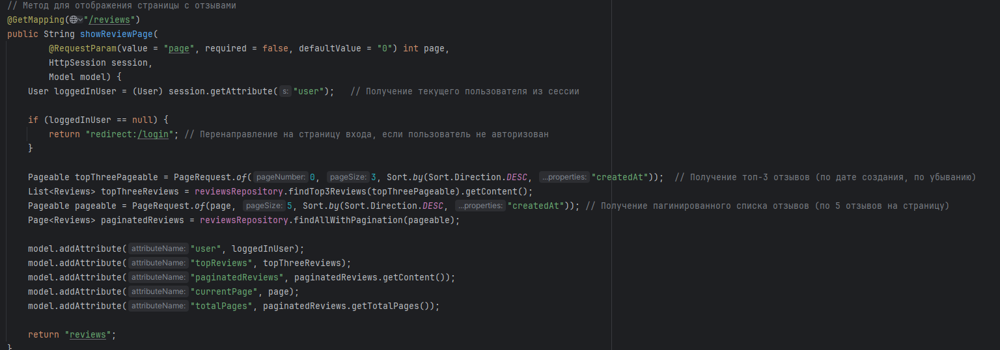 // Метод для отображения страницы с отзывами
@GetMapping("/reviews")
public String showReviewPage(
@RequestParam(value = "page", required = false, defaultValue = "0") int page,
HttpSession session,
Model model) {
User loggedInUser = (User) session.getAttribute( s: "user");   // Получение текущего пользователя из сессии
if (loggedInUser == null) {
return "redirect:/login"; // Перенаправление на страницу входа, если пользователь не авторизован
}
Pageable topThreePageable = PageRequest.of( pageNumber: 0, pageSize: 3, Sort.by(Sort.Direction.DESC, ...properties: "createdAt"));  // Получение топ-3 отзывов (по дате создания, по убыванию)
List<Reviews> topThreeReviews = reviewsRepository.findTop3Reviews(topThreePageable).getContent();
Pageable pageable = PageRequest.of(page, pageSize: 5, Sort.by(Sort.Direction.DESC, ...properties: "createdAt")); // Получение пагинированного списка отзывов (по 5 отзывов на страницу)
Page<Reviews> paginatedReviews = reviewsRepository.findAllWithPagination(pageable);
model.addAttribute( attributeName: "user", loggedInUser);
model.addAttribute( attributeName: "topReviews", topThreeReviews);
model.addAttribute( attributeName: "paginatedReviews", paginatedReviews.getContent());
model.addAttribute( attributeName: "currentPage", page);
model.addAttribute( attributeName: "totalPages", paginatedReviews.getTotalPages());
return "reviews";
}